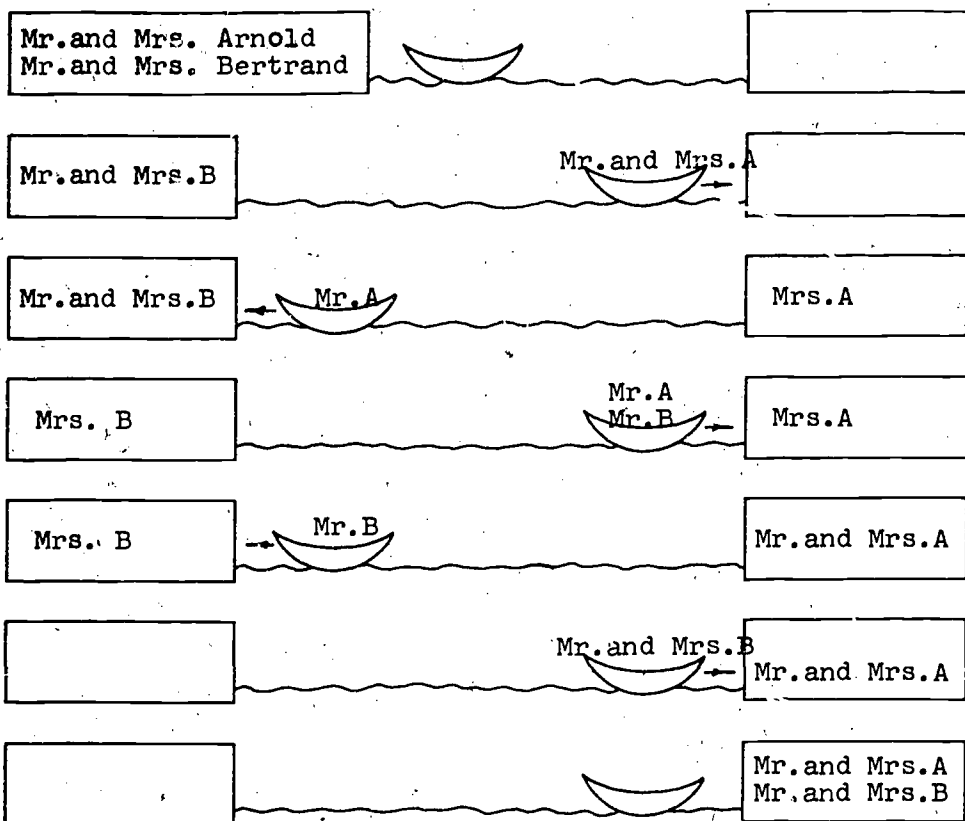 Mr.and Mrs. Arnold
Mr.and Mrs. Bertrand
Mr.and Mrs.B
Mr.and Mrs.A
Mr.and Mrs.B
Mr.A
Mrs.A
Mrs. B
Mr.A
Mr.B
Mrs.A
Mrs. B
Mr.B
Mr.and Mrs.A
Mr.and Mrs.B
Mr.and Mrs.A
Mr.and Mrs.A
Mr.and Mrs.B